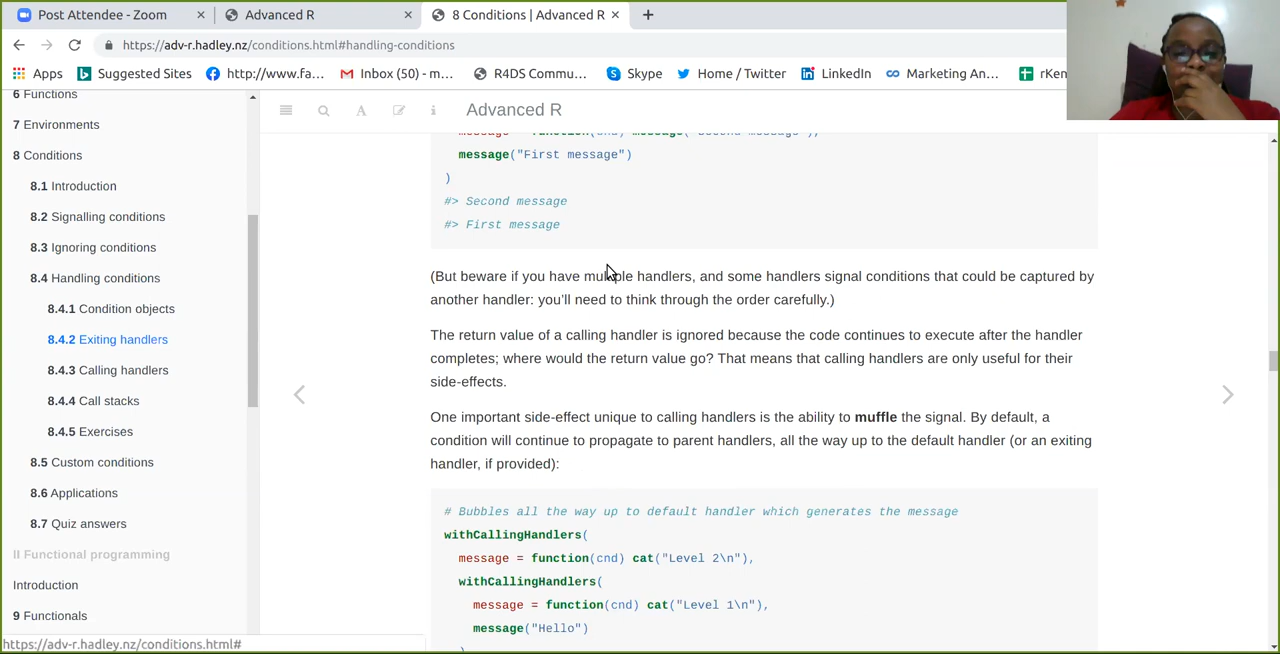 Post Attendee - Zoom
Advanced R
8 Conditions | Advanced R
https://adv-r.hadley.nz/conditions.html#handling-conditions
Apps
Suggested Sites
http://www.fa...
Inbox (50) - m...
R4DS Commu...
Skype
Home / Twitter
LinkedIn
Marketing An...
rKen
6 Functions
7 Environments
8 Conditions
8.1 Introduction
8.2 Signalling conditions
8.3 Ignoring conditions
8.4 Handling conditions
8.4.1 Condition objects
8.4.2 Exiting handlers
8.4.3 Calling handlers
8.4.4 Call stacks
8.4.5 Exercises
8.5 Custom conditions
8.6 Applications
8.7 Quiz answers
II Functional programming
Introduction
9 Functionals
https://adv-r.hadley.nz/conditions.html#
Advanced R
message = function(cnd) message("Second message"),
message("First message")
)
#> Second message
#> First message
(But beware if you have multiple handlers, and some handlers signal conditions that could be captured by
another handler: you'll need to think through the order carefully.)
The return value of a calling handler is ignored because the code continues to execute after the handler
completes; where would the return value go? That means that calling handlers are only useful for their
side-effects.
One important side-effect unique to calling handlers is the ability to muffle the signal. By default, a
condition will continue to propagate to parent handlers, all the way up to the default handler (or an exiting
handler, if provided):
# Bubbles all the way up to default handler which generates the message
withCallingHandlers(
message = function(cnd) cat("Level 2\n"),
withCallingHandlers(
message = function(cnd) cat("Level 1\n"),
message("Hello")
)